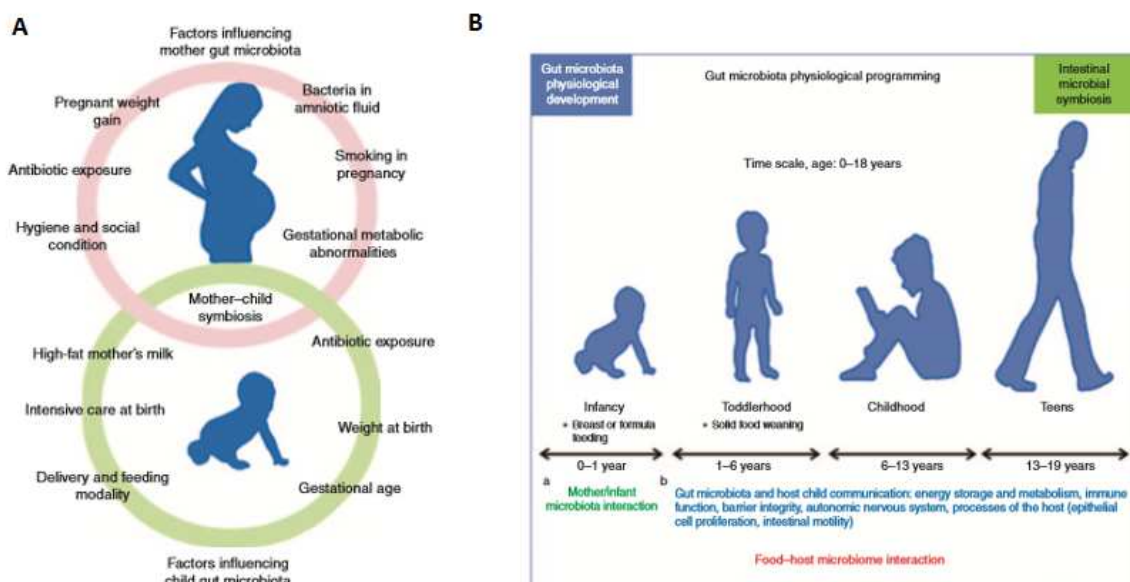 A
Factors influencing
mother gut microbiota
Pregnant weight
gain
Bacteria in
amniotic fluid
Antibiotic exposure
Smoking in
pregnancy
Hygiene and social
condition
Gestational metabolic
abnormalities
Mother–child
symbiosis
High-fat mother's milk
Antibiotic exposure
Intensive care at birth
Weight at birth
Delivery and feeding
modality
Gestational age
Factors influencing
child gut microbiota
B
Gut microbiota
physiological
development
Gut microbiota physiological programming
Intestinal
microbial
symbiosis
Time scale, age: 0–18 years
Infancy
* Breast or formula
feeding
Toddlerhood
* Solid food weaning
Childhood
Teens
0–1 year
1–6 years
6–13–years
13–19 years
a
Mother/infant
microbiota interaction
b
Gut microbiota and host child communication: energy storage and metabolism, immune
function, barrier integrity, autonomic nervous system, processes of the host (epithelial
cell proliferation, intestinal motility)
Food–host microbiome interaction